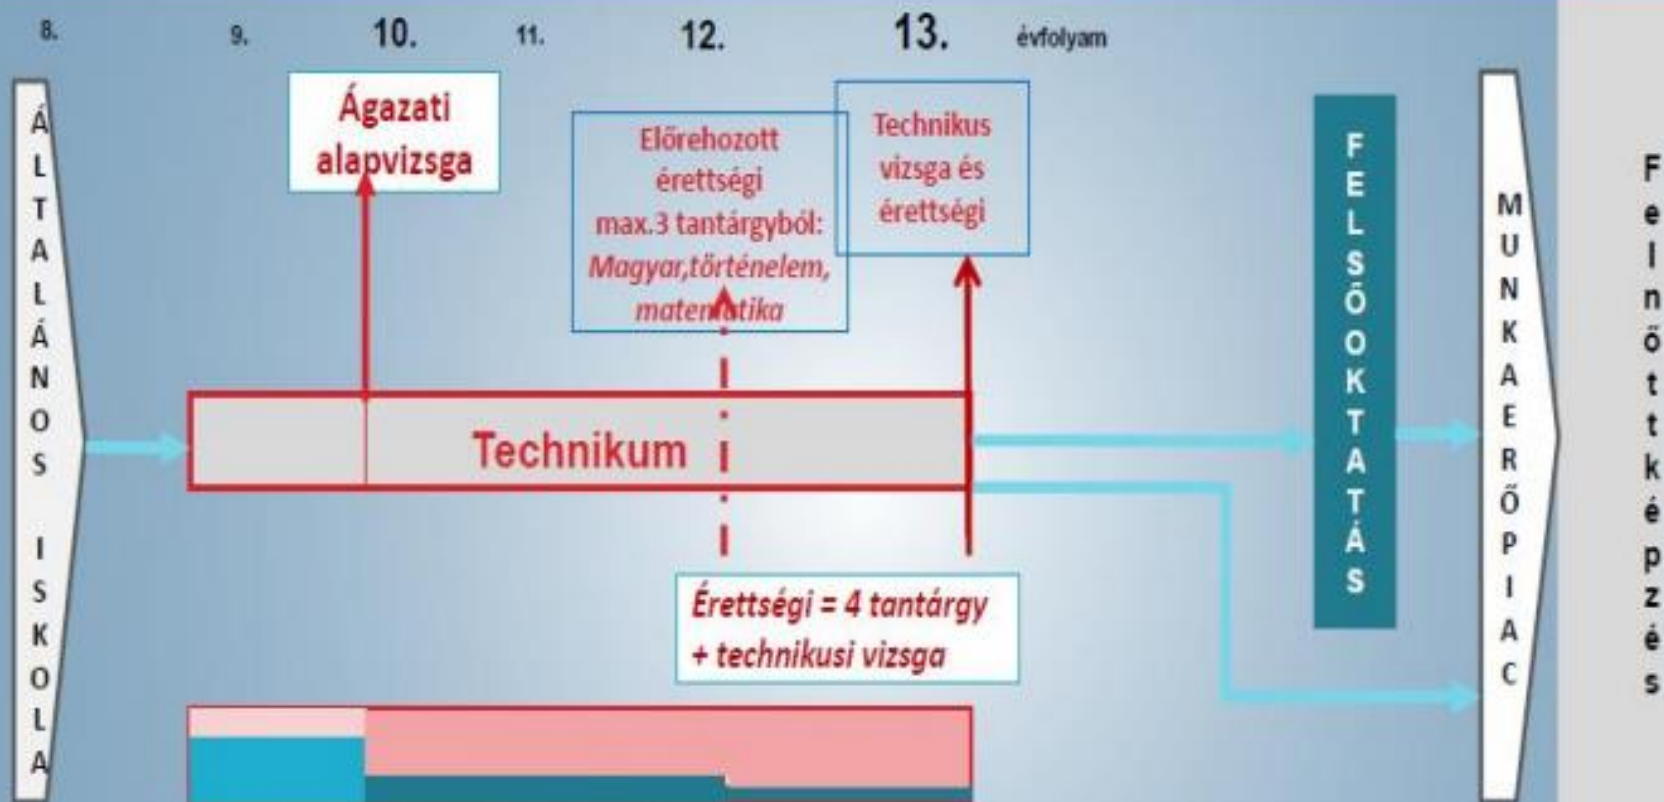 8. 9. 10. 11. 12. 13. évfolyam
ÁLTALÁNOS ISKOLA
Ágazati
alapvizsga
Előrehozott
érettségi
max.3 tantárgyból:
Magyar,történelem,
matematika
Technikus
vizsga és
érettségi
Technikum
Érettségi = 4 tantárgy
+ technikusi vizsga
FELSŐOKTATÁS
MUNKAERŐPIAC
Felnőttképzés